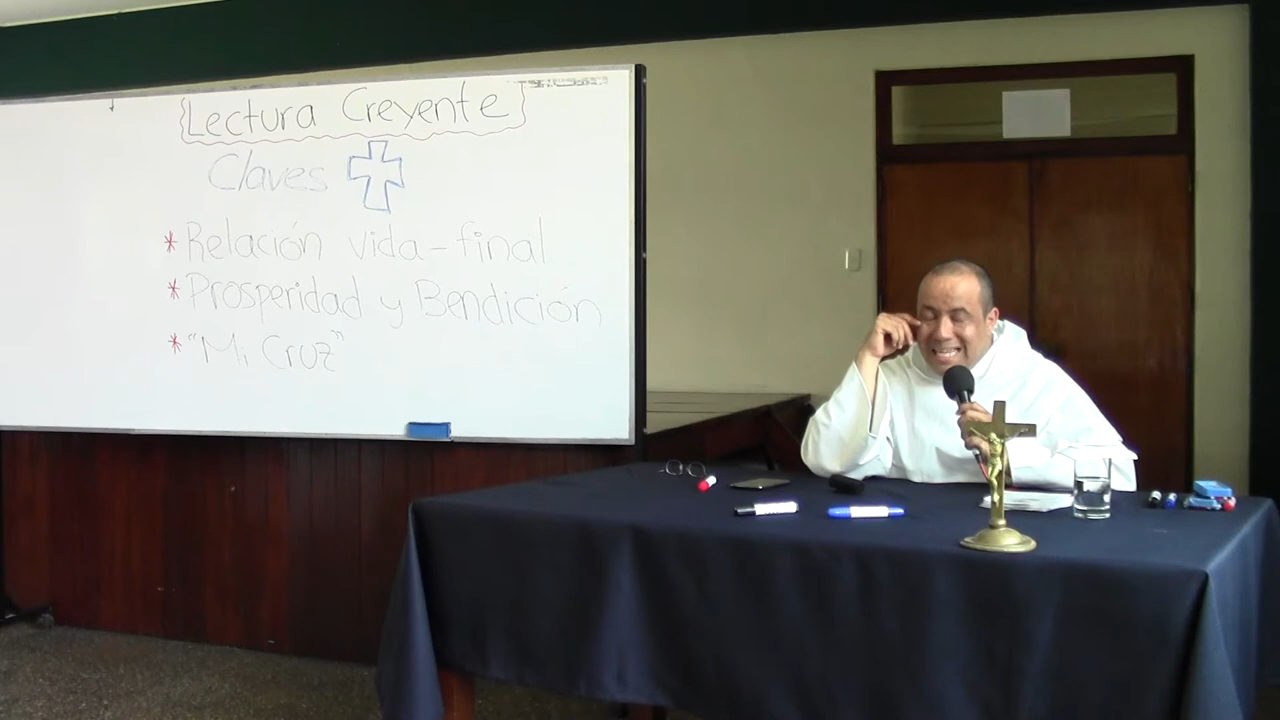 Lectura Creyente
Claves
* Relación vida-final
* Prosperidad y Bendición
* "Mi Cruz"